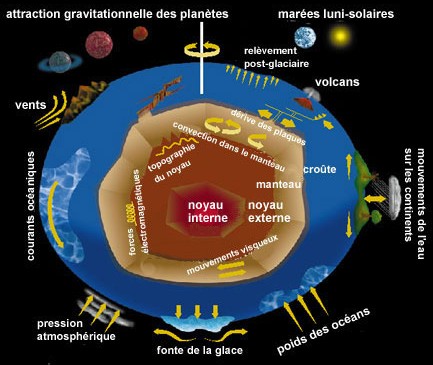 attraction gravitationnelle des planètes
marées luni-solaires
relèvement
post-glaciaire
volcans
vents
dérive des plaques
convection dans le manteau
topographie
du noyau
croûte
manteau
courants océaniques
forces
électromagnétiques
noyau
interne
noyau
externe
mouvements de l'eau
sur les continents
mouvements visqueux
pression
atmosphérique
fonte de la glace
poids des océans